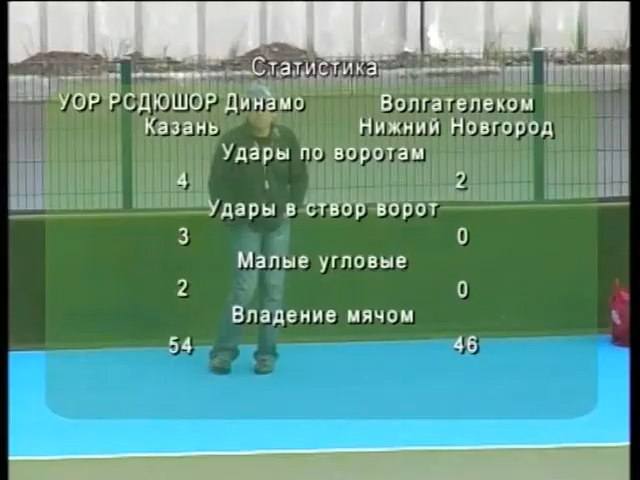 Статистика
УОР РСДЮШОР Динамо Казань
Волгателеком Нижний Новгород
Удары по воротам
4 2
Удары в створ ворот
3 0
Малые угловые
2 0
Владение мячом
54 46